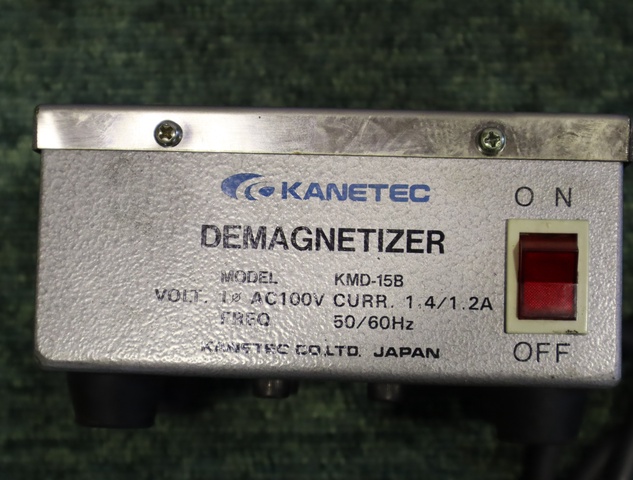 KANETEC
ON
DEMAGNETIZER
MODEL KMD-15B
VOLT. 1ø AC100V CURR. 1.4/1.2A
FREQ 50/60Hz
KANETEC CO.LTD. JAPAN
OFF